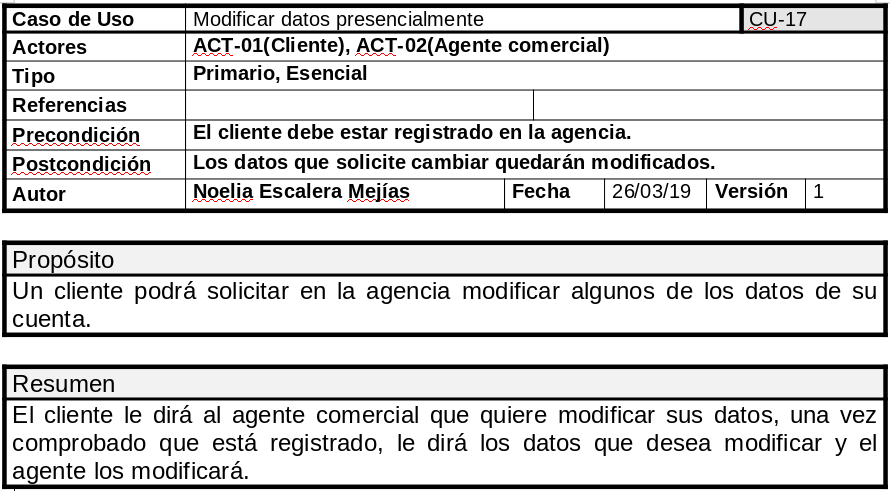 Caso de Uso Modificar datos presencialmente CU-17
Actores ACT-01(Cliente), ACT-02(Agente comercial)
Tipo Primario, Esencial
Referencias
Precondición El cliente debe estar registrado en la agencia.
Postcondición Los datos que solicite cambiar quedarán modificados.
Autor Noelia Escalera Mejías Fecha 26/03/19 Versión 1
Propósito
Un cliente podrá solicitar en la agencia modificar algunos de los datos de su
cuenta.
Resumen
El cliente le dirá al agente comercial que quiere modificar sus datos, una vez
comprobado que está registrado, le dirá los datos que desea modificar y el
agente los modificará.